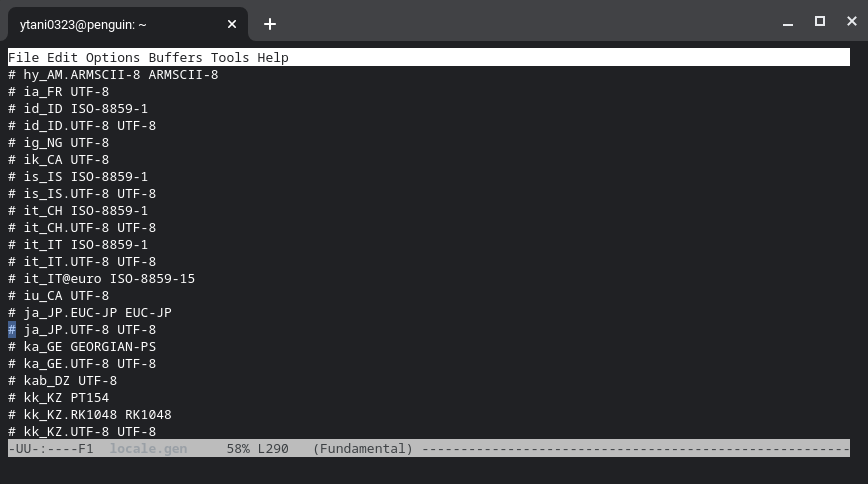 ytani0323@penguin: ~
File Edit Options Buffers Tools Help
# hy_AM.ARMSCII-8 ARMSCII-8
# ia_FR UTF-8
# id_ID ISO-8859-1
# id_ID.UTF-8 UTF-8
# ig_NG UTF-8
# ik_CA UTF-8
# is_IS ISO-8859-1
# is_IS.UTF-8 UTF-8
# it_CH ISO-8859-1
# it_CH.UTF-8 UTF-8
# it_IT ISO-8859-1
# it_IT.UTF-8 UTF-8
# it_IT@euro ISO-8859-15
# iu_CA UTF-8
# ja_JP.EUC-JP EUC-JP
# ja_JP.UTF-8 UTF-8
# ka_GE GEORGIAN-PS
# ka_GE.UTF-8 UTF-8
# kab_DZ UTF-8
# kk_KZ PT154
# kk_KZ.RK1048 RK1048
# kk_KZ.UTF-8 UTF-8
-UU-:----F1  locale.gen     58% L290   (Fundamental) -------------------------------------------------------